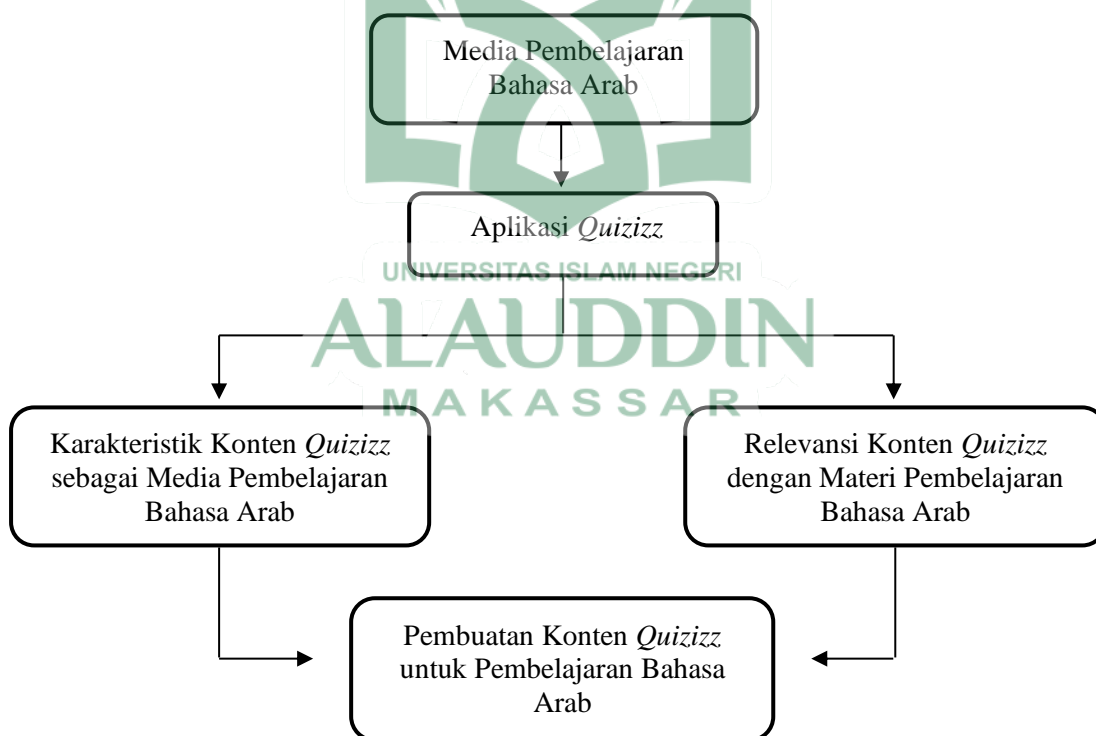 Media Pembelajaran
Bahasa Arab
Aplikasi Quizizz
UNIVERSITAS ISLAM NEGERI
ALAUDDIN
MAKASSAR
Karakteristik Konten Quizizz
sebagai Media Pembelajaran
Bahasa Arab
Relevansi Konten Quizizz
dengan Materi Pembelajaran
Bahasa Arab
Pembuatan Konten Quizizz
untuk Pembelajaran Bahasa
Arab